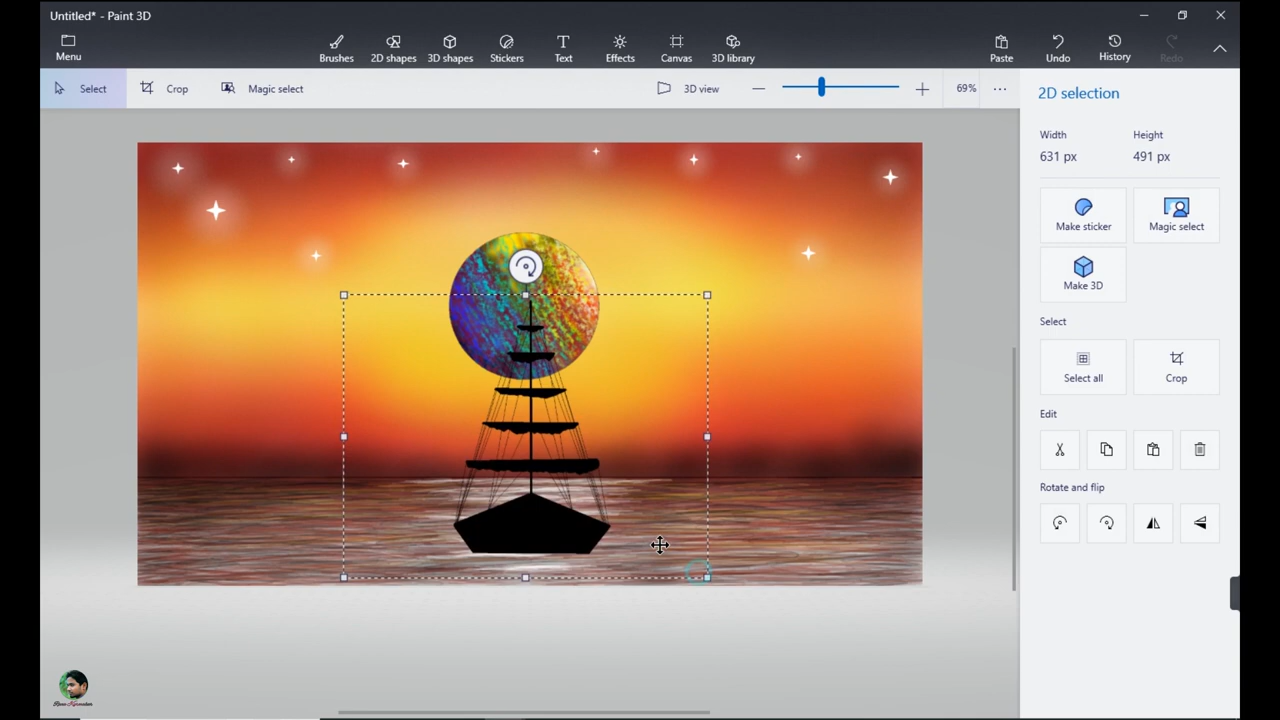 Untitled* - Paint 3D
Menu
Brushes
2D shapes
3D shapes
Stickers
Text
Effects
Canvas
3D library
Paste
Undo
History
Redo
Select
Crop
Magic select
3D view
69%
2D selection
Width
Height
631 px
491 px
Make sticker
Magic select
Make 3D
Select
Select all
Crop
Edit
Rotate and flip